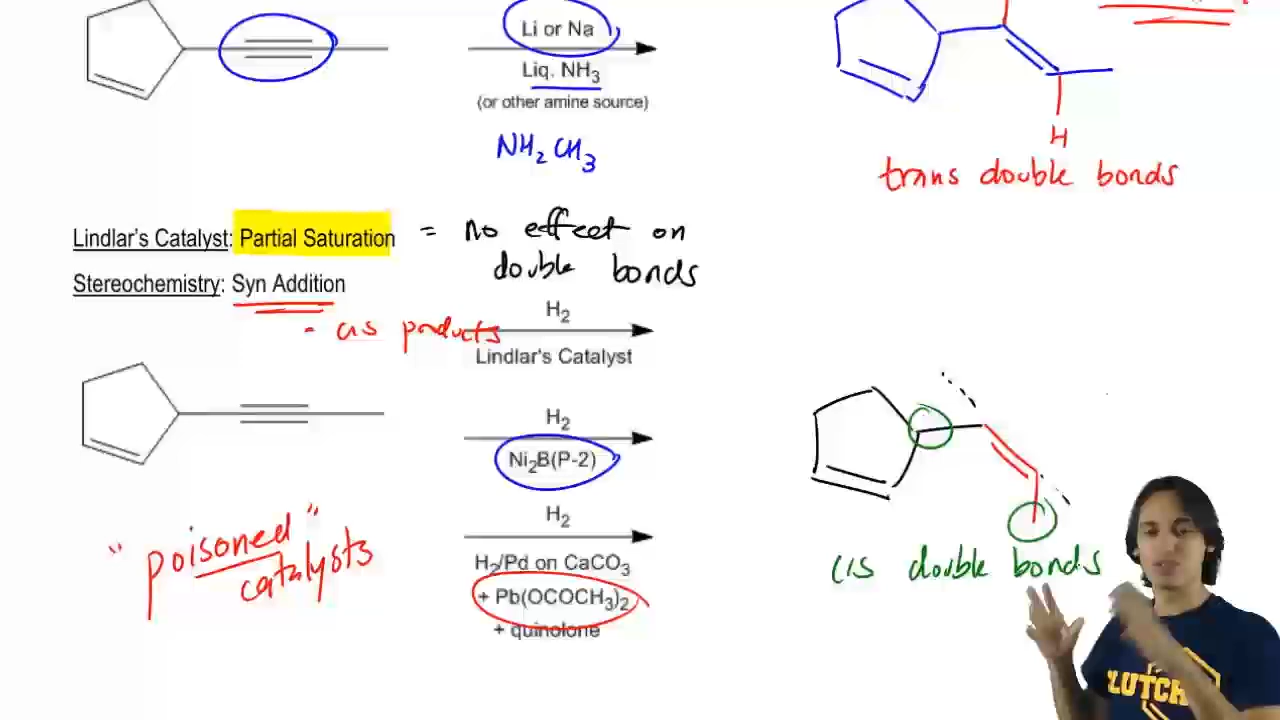 Li or Na
Liq. NH3
(or other amine source)
NH2CH3
H
trans double bonds
Lindlar's Catalyst: Partial Saturation = no effect on
double bonds
Stereochemistry: Syn Addition
- cis products
H2
Lindlar's Catalyst
H2
Ni2B(P-2)
H2
H2/Pd on CaCO3
+ Pb(OCOCH3)2
+ quinolone
"poisoned"
catalysts
cis double bonds
CLUTCH